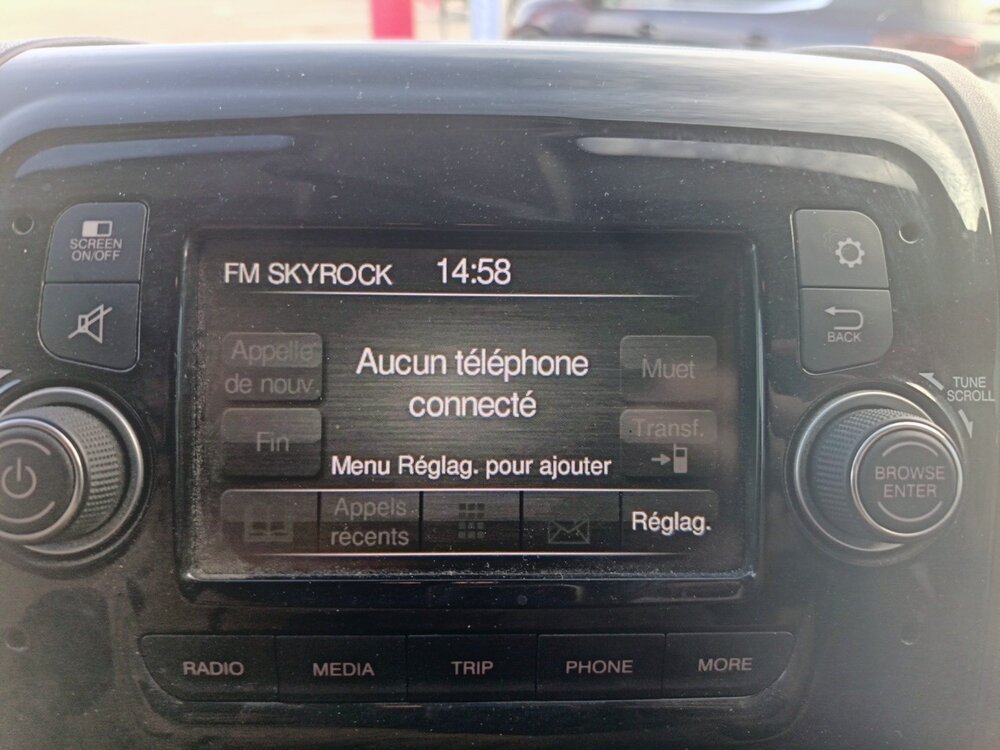 SCREEN
ON/OFF
FM SKYROCK 14:58
Appelle
de nouv.
Aucun téléphone
connecté
Muet
Fin
Transf.
Menu Réglag. pour ajouter
Appels
récents
Réglag.
BACK
TUNE
SCROLL
BROWSE
ENTER
RADIO
MEDIA
TRIP
PHONE
MORE